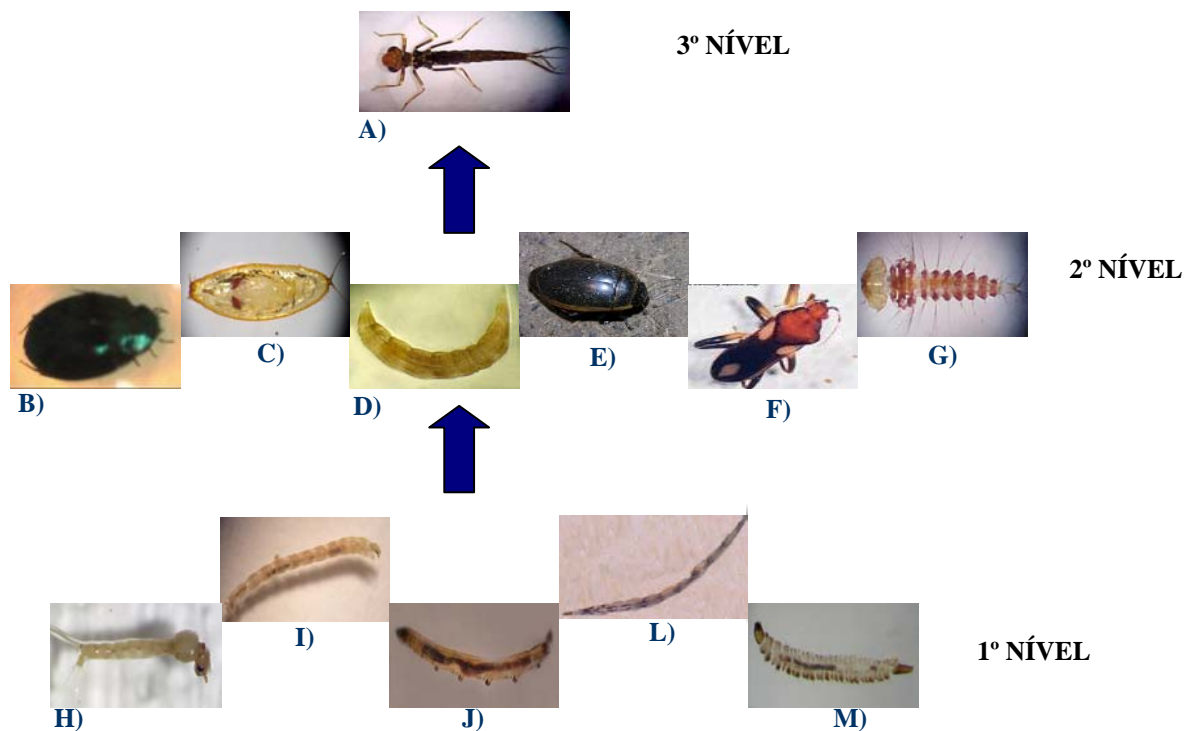 3º NÍVEL
A)
2º NÍVEL
B)
C)
D)
E)
F)
G)
1º NÍVEL
H)
I)
J)
L)
M)